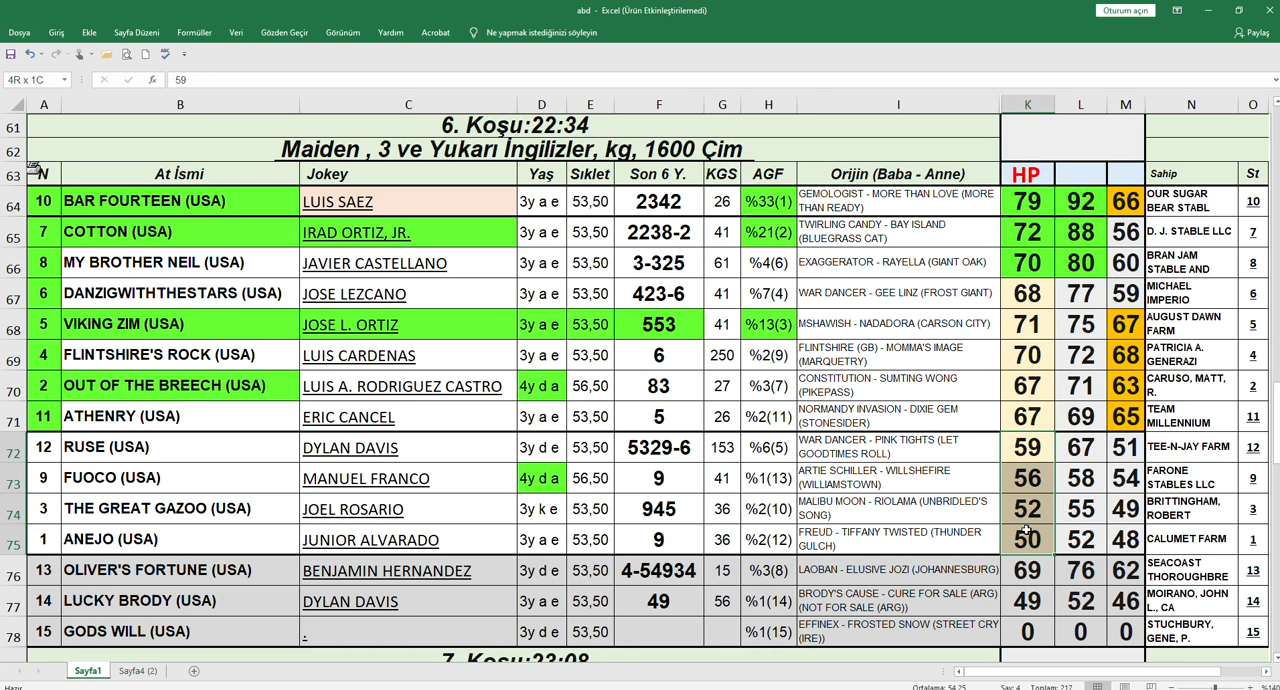 abd - Excel (Ürün Etkinleştirilemedi)
Oturum açın
Dosya Giriş Ekle Sayfa Düzeni Formüller Veri Gözden Geçir Görünüm Yardım Acrobat Ne yapmak istediğinizi söyleyin Paylaş
4R x 1C fx 59
A B C D E F G H I K L M N O
61 6. Koşu:22:34
62 Maiden , 3 ve Yukarı İngilizler, kg, 1600 Çim
63 N At İsmi Jokey Yaş Sıklet Son 6 Y. KGS AGF Orijin (Baba - Anne) HP Sahip St
64 10 BAR FOURTEEN (USA) LUIS SAEZ 3y a e 53,50 2342 26 %33(1) GEMOLOGIST - MORE THAN LOVE (MORE THAN READY) 79 92 66 OUR SUGAR BEAR STABL 10
65 7 COTTON (USA) IRAD ORTIZ, JR. 3y a e 53,50 2238-2 41 %21(2) TWIRLING CANDY - BAY ISLAND (BLUEGRASS CAT) 72 88 56 D. J. STABLE LLC 7
66 8 MY BROTHER NEIL (USA) JAVIER CASTELLANO 3y a e 53,50 3-325 61 %4(6) EXAGGERATOR - RAYELLA (GIANT OAK) 70 80 60 BRAN JAM STABLE AND 8
67 6 DANZIGWITHTHESTARS (USA) JOSE LEZCANO 3y a e 53,50 423-6 41 %7(4) WAR DANCER - GEE LINZ (FROST GIANT) 68 77 59 MICHAEL IMPERIO 6
68 5 VIKING ZIM (USA) JOSE L. ORTIZ 3y a e 53,50 553 41 %13(3) MSHAWISH - NADADORA (CARSON CITY) 71 75 67 AUGUST DAWN FARM 5
69 4 FLINTSHIRE'S ROCK (USA) LUIS CARDENAS 3y a e 53,50 6 250 %2(9) FLINTSHIRE (GB) - MOMMA'S IMAGE (MARQUETRY) 70 72 68 PATRICIA A. GENERAZI 4
70 2 OUT OF THE BREECH (USA) LUIS A. RODRIGUEZ CASTRO 4y d a 56,50 83 27 %3(7) CONSTITUTION - SUMTING WONG (PIKEPASS) 67 71 63 CARUSO, MATT, R. 2
71 11 ATHENRY (USA) ERIC CANCEL 3y a e 53,50 5 26 %2(11) NORMANDY INVASION - DIXIE GEM (STONESIDER) 67 69 65 TEAM MILLENNIUM 11
72 12 RUSE (USA) DYLAN DAVIS 3y d e 53,50 5329-6 153 %6(5) WAR DANCER - PINK TIGHTS (LET GOODTIMES ROLL) 59 67 51 TEE-N-JAY FARM 12
73 9 FUOCO (USA) MANUEL FRANCO 4y d a 56,50 9 41 %1(13) ARTIE SCHILLER - WILLSHEFIRE (WILLIAMSTOWN) 56 58 54 FARONE STABLES LLC 9
74 3 THE GREAT GAZOO (USA) JOEL ROSARIO 3y k e 53,50 945 36 %2(10) MALIBU MOON - RIOLAMA (UNBRIDLED'S SONG) 52 55 49 BRITTINGHAM, ROBERT 3
75 1 ANEJO (USA) JUNIOR ALVARADO 3y a e 53,50 9 36 %2(12) FREUD - TIFFANY TWISTED (THUNDER GULCH) 50 52 48 CALUMET FARM 1
76 13 OLIVER'S FORTUNE (USA) BENJAMIN HERNANDEZ 3y d e 53,50 4-54934 15 %3(8) LAOBAN - ELUSIVE JOZI (JOHANNESBURG) 69 76 62 SEACOAST THOROUGHBRE 13
77 14 LUCKY BRODY (USA) DYLAN DAVIS 3y a e 53,50 49 56 %1(14) BRODY'S CAUSE - CURE FOR SALE (ARG) (NOT FOR SALE (ARG)) 49 52 46 MOIRANO, JOHN L., CA 14
78 15 GODS WILL (USA) . 3y d e 53,50 %1(15) EFFINEX - FROSTED SNOW (STREET CRY (IRE)) 0 0 0 STUCHBURY, GENE, P. 15
7. Koşu:23:08
Sayfa1 Sayfa4 (2)
Hazır Ortalama: 54,25 Say: 4 Toplam: 217 %140